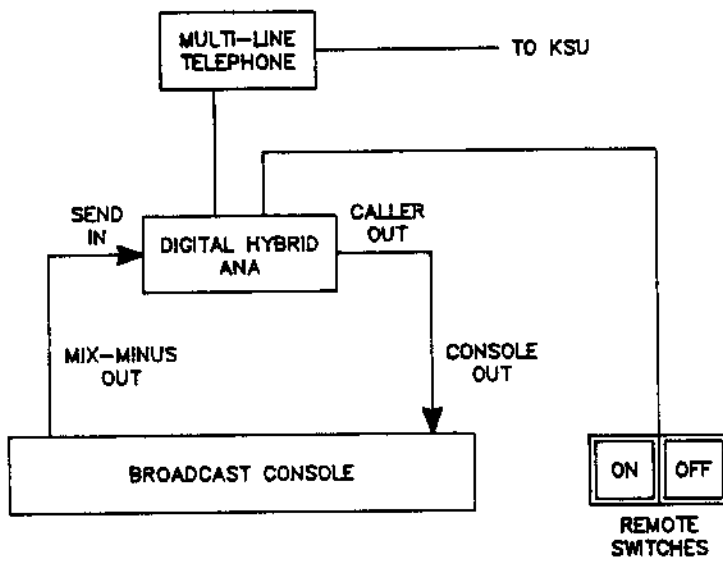 MULTI-LINE
TELEPHONE
TO KSU
SEND
IN
DIGITAL HYBRID
ANA
CALLER
OUT
MIX-MINUS
OUT
CONSOLE
OUT
BROADCAST CONSOLE
ON
OFF
REMOTE
SWITCHES